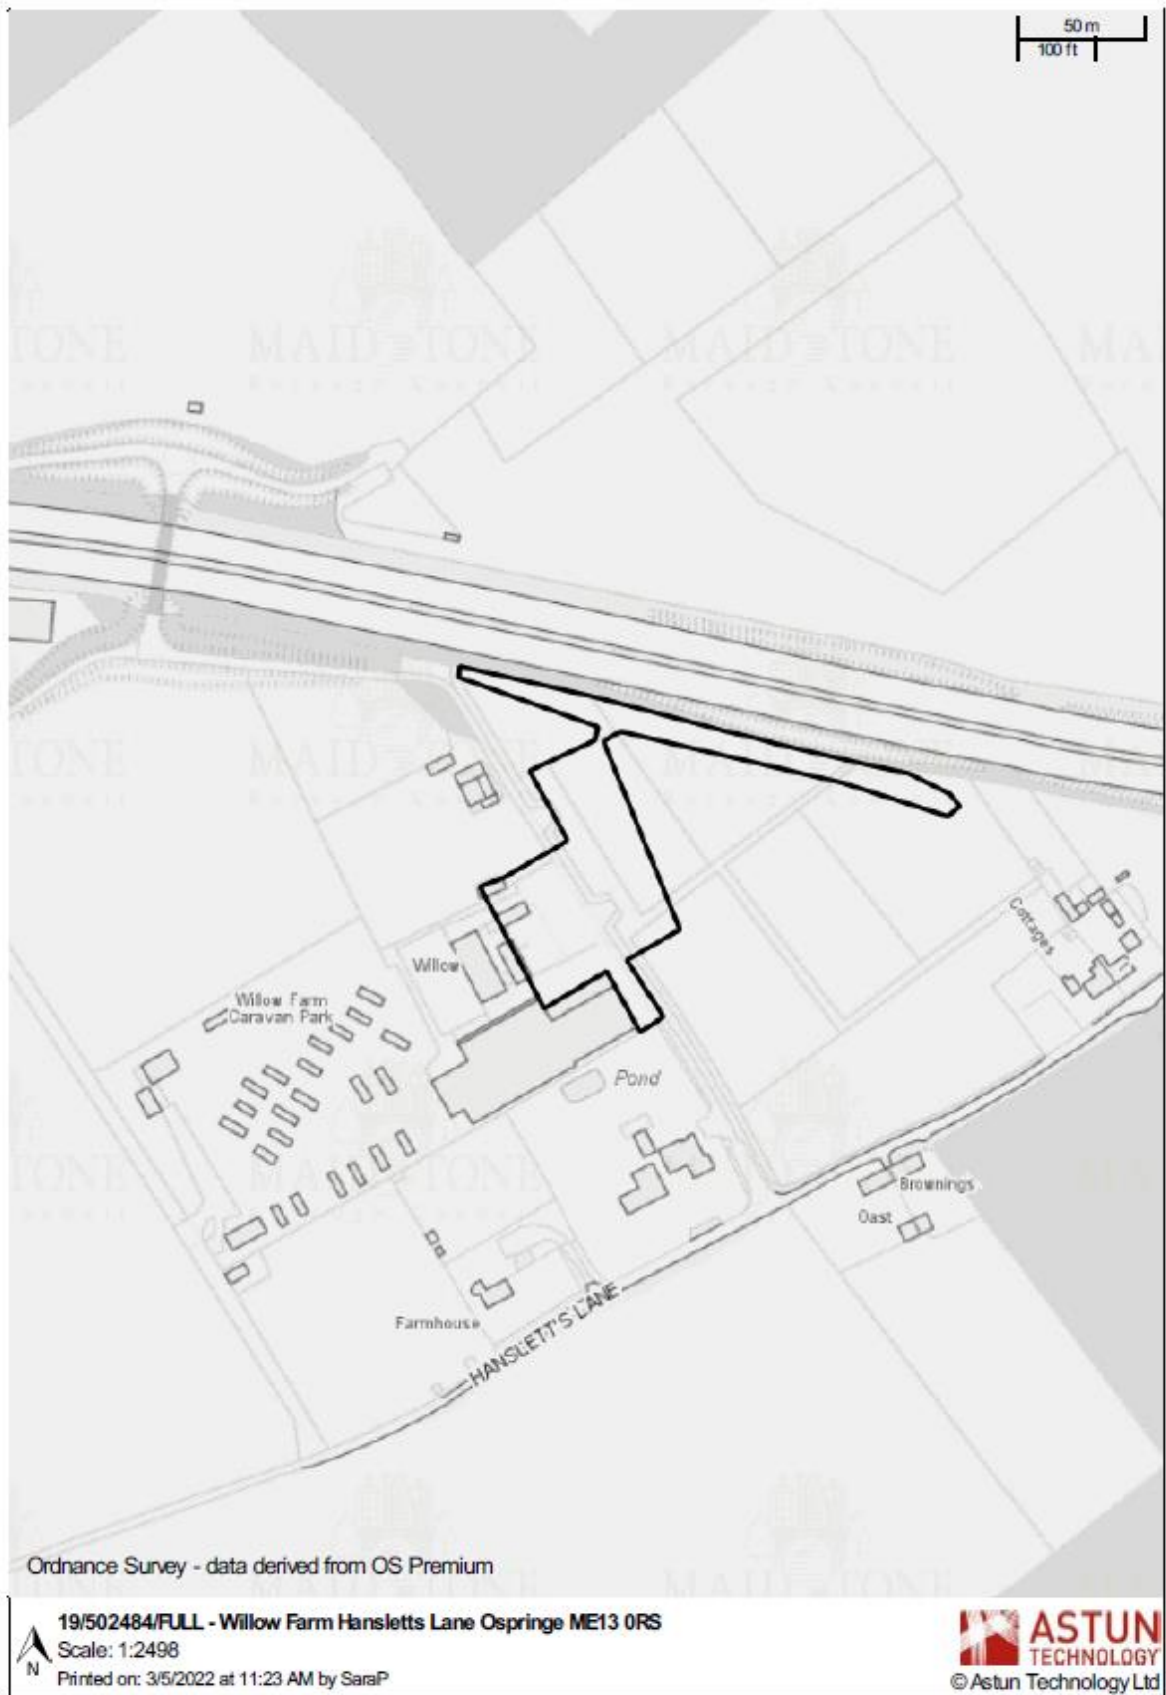 50 m
100 ft
MAIDSTONE
Willow
Willow Farm
Caravan Park
Pond
Cottages
Brownings
Oast
Farmhouse
HANSLETT'S LANE
Ordnance Survey - data derived from OS Premium
19/502484/FULL - Willow Farm Hansletts Lane Ospringe ME13 0RS
Scale: 1:2498
Printed on: 3/5/2022 at 11:23 AM by SaraP
N
ASTUN
TECHNOLOGY
© Astun Technology Ltd